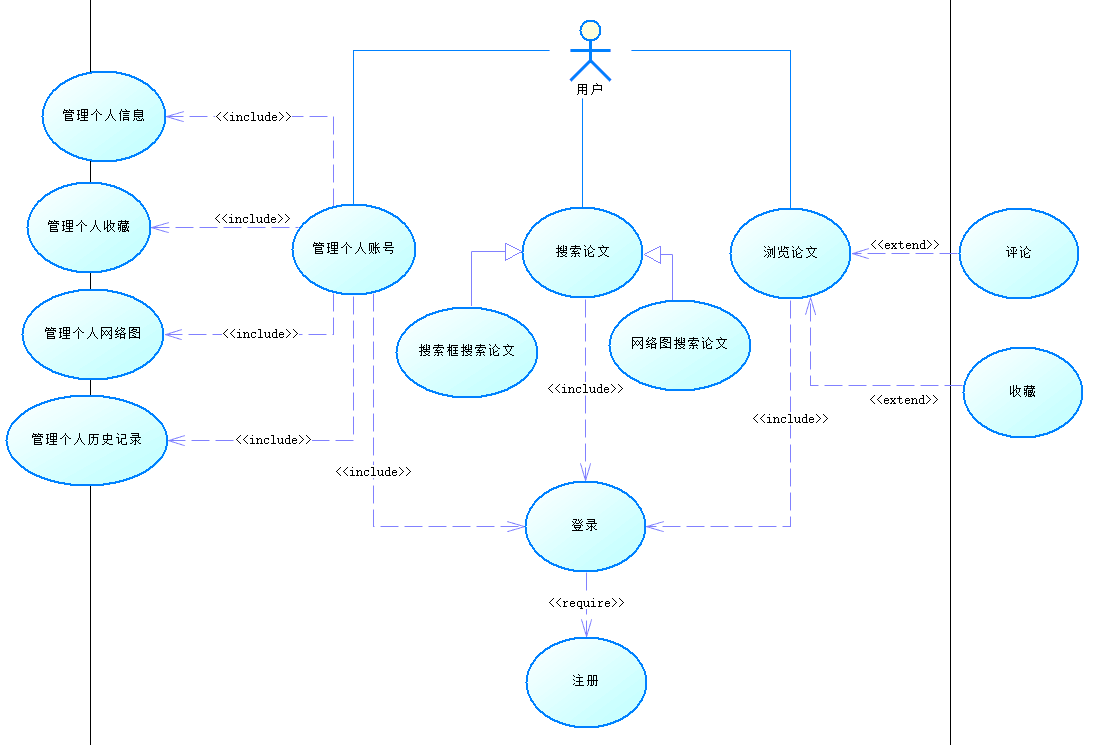 用户
管理个人信息
<<include>>
管理个人收藏
<<include>>
管理个人账号
搜索论文
浏览论文
<<extend>>
评论
管理个人网络图
<<include>>
搜索框搜索论文
网络图搜索论文
<<include>>
<<include>>
<<extend>>
收藏
管理个人历史记录
<<include>>
<<include>>
登录
<<require>>
注册